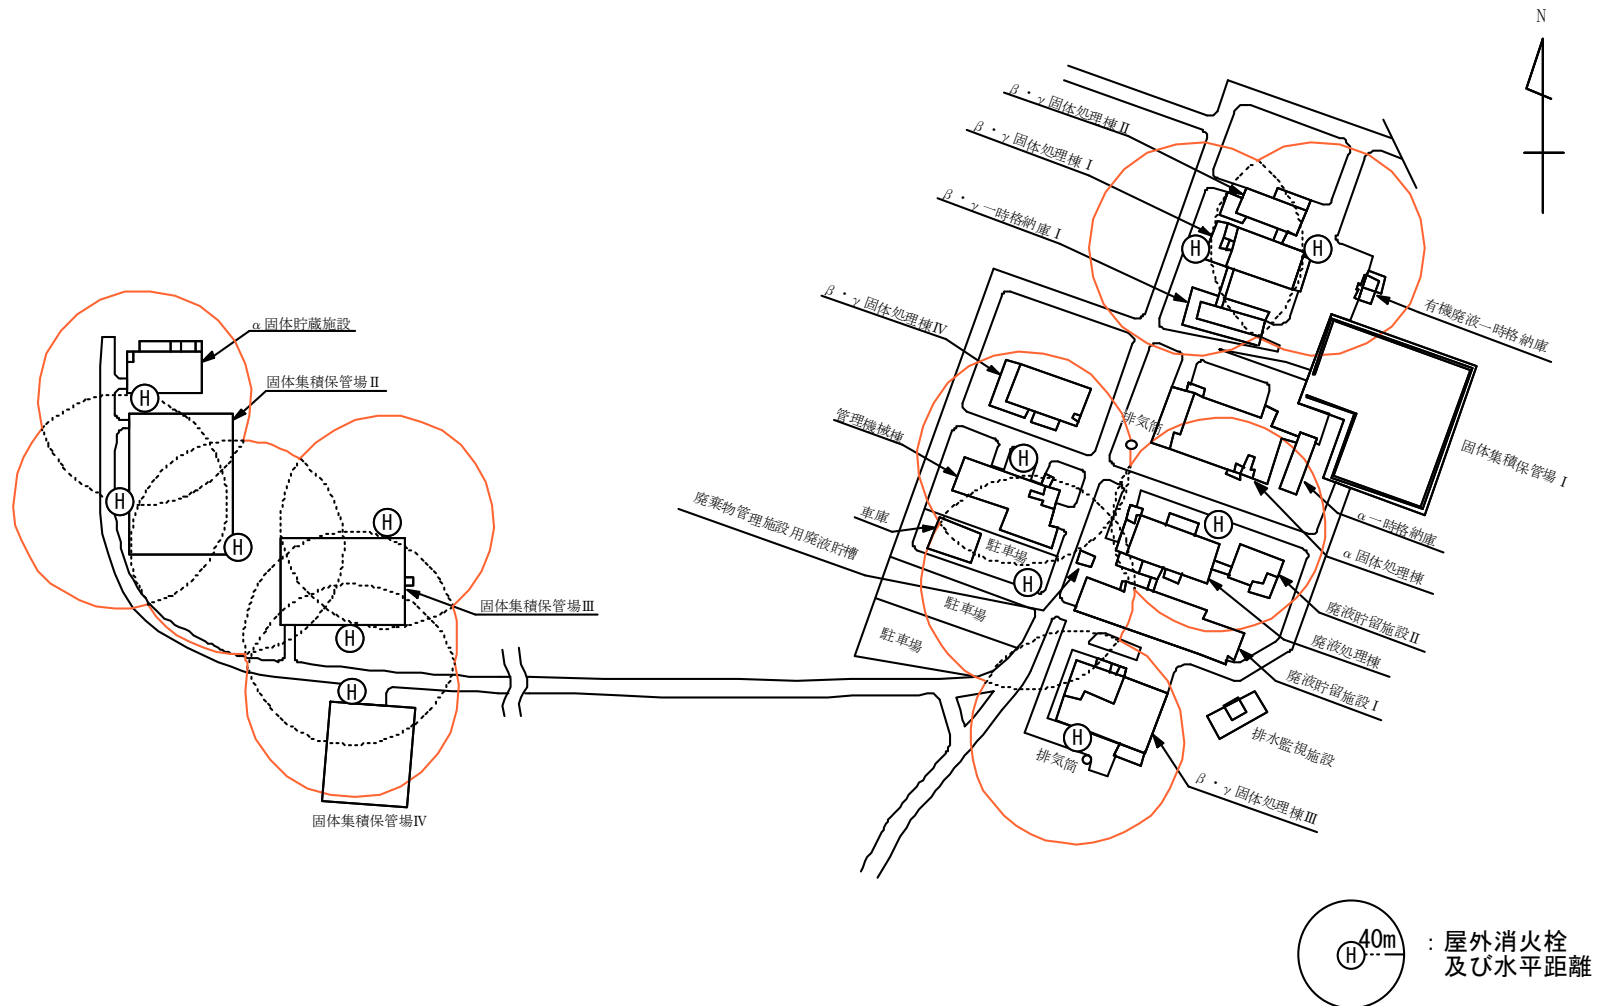 N
β・γ 固体処理棟Ⅱ
β・γ 固体処理棟Ⅰ
β・γ 一時格納庫Ⅰ
β・γ 固体処理棟Ⅳ
管理機械棟
車庫
廃棄物管理施設用廃液貯槽
駐車場
駐車場
駐車場
排気筒
有機廃液一時格納庫
固体集積保管場Ⅰ
α 一時格納庫
α 固体処理棟
廃液貯留施設Ⅱ
廃液処理棟
廃液貯留施設Ⅰ
排水監視施設
β・γ 固体処理棟Ⅲ
排気筒
α 固体貯蔵施設
固体集積保管場Ⅱ
固体集積保管場Ⅲ
固体集積保管場Ⅳ
H
H
H
H
H
H
H
H
H
H
H
H
H 40m
：屋外消火栓
及び水平距離